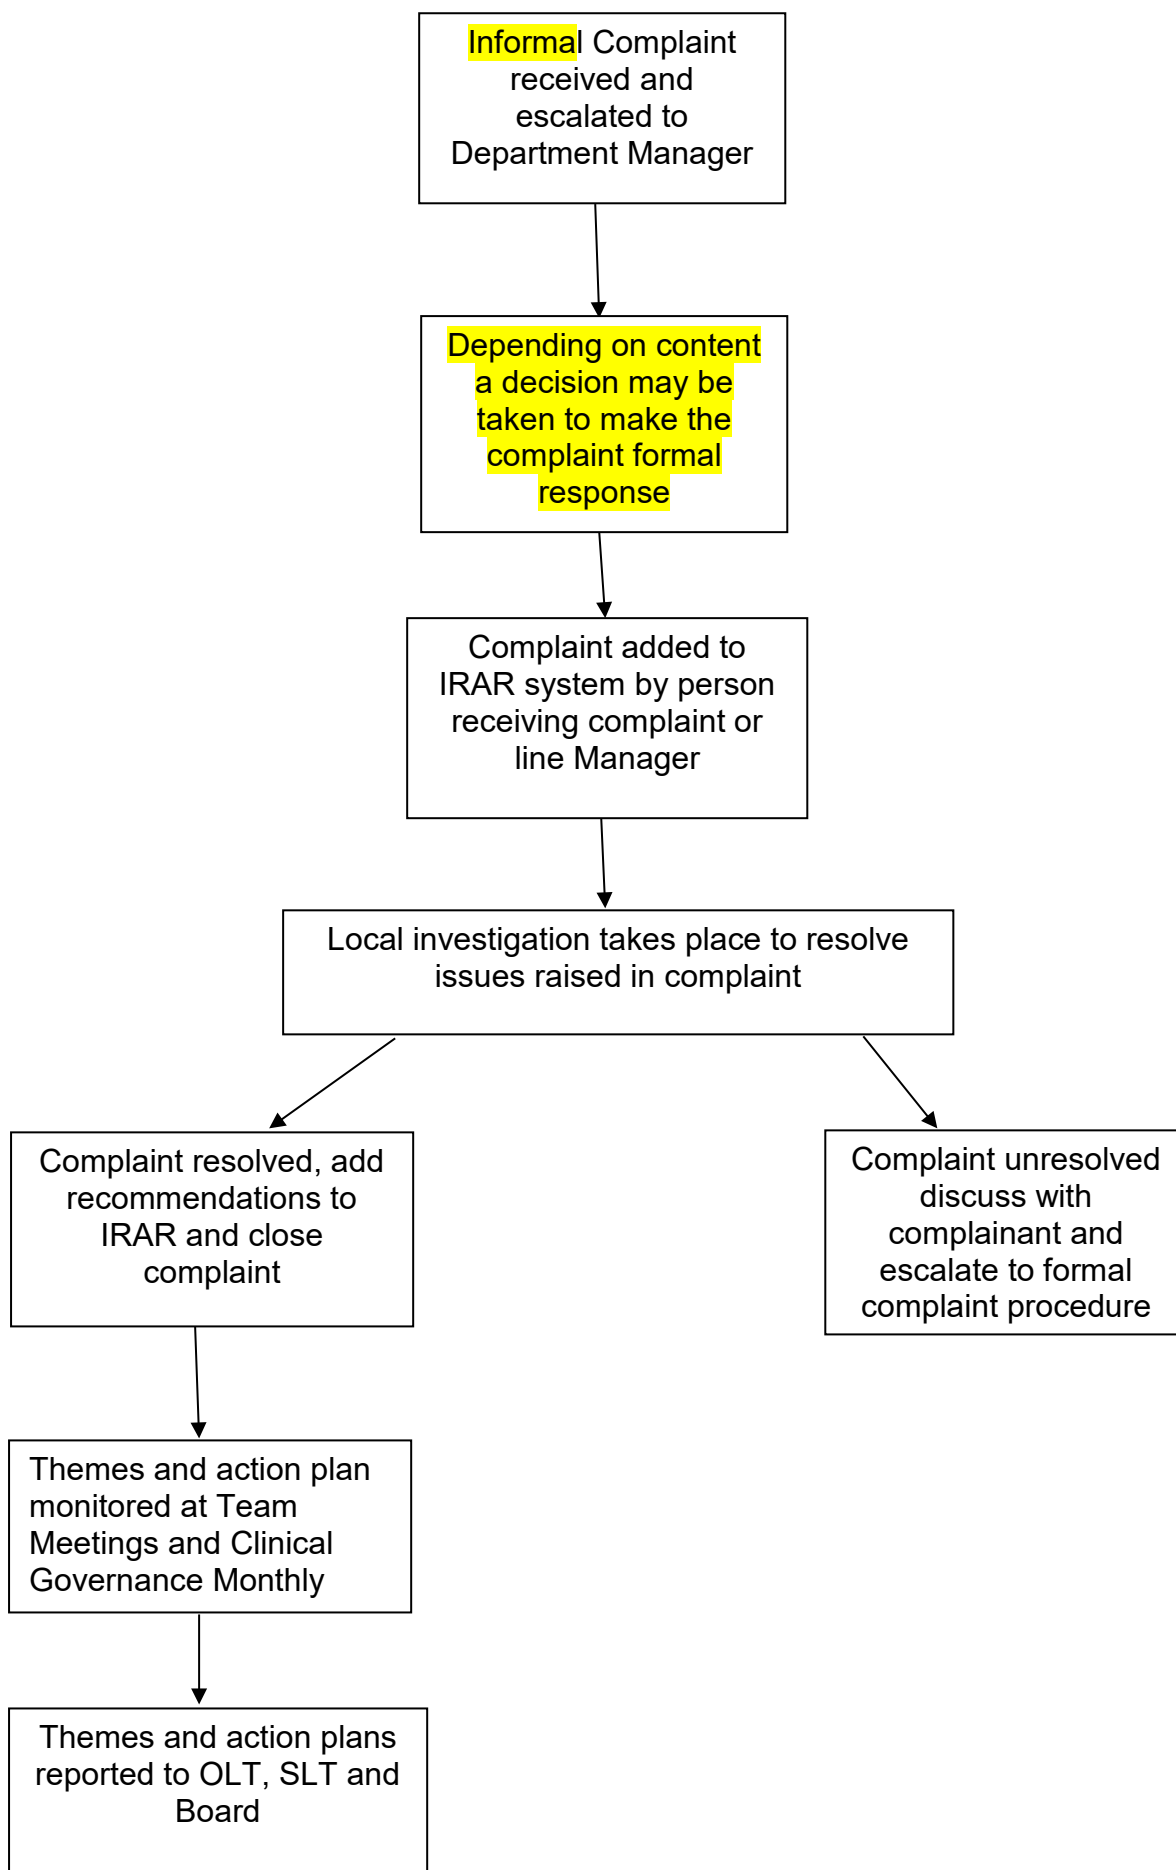 Informal Complaint
received and
escalated to
Department Manager
Depending on content
a decision may be
taken to make the
complaint formal
response
Complaint added to
IRAR system by person
receiving complaint or
line Manager
Local investigation takes place to resolve
issues raised in complaint
Complaint resolved, add
recommendations to
IRAR and close
complaint
Complaint unresolved
discuss with
complainant and
escalate to formal
complaint procedure
Themes and action plan
monitored at Team
Meetings and Clinical
Governance Monthly
Themes and action plans
reported to OLT, SLT and
Board